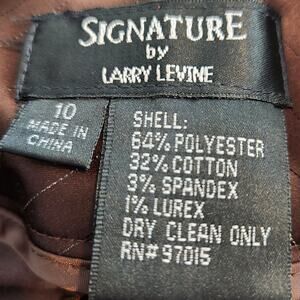 SIGNATURE
by
LARRY LEVINE
10
MADE IN
CHINA
SHELL:
64% POLYESTER
32% COTTON
3% SPANDEX
1% LUREX
DRY CLEAN ONLY
RN# 97015